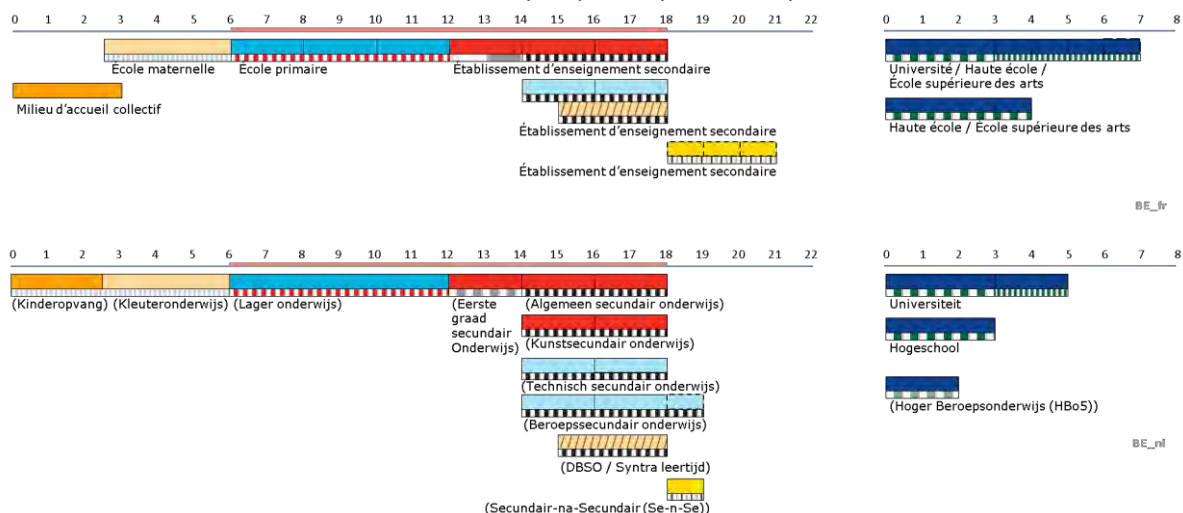 0 1 2 3 4 5 6 7 8 9 10 11 12 13 14 15 16 17 18 19 20 21 22 0 1 2 3 4 5 6 7 8
École maternelle École primaire Établissement d'enseignement secondaire
Université / Haute école /
École supérieure des arts
Milieu d'accueil collectif
Établissement d'enseignement secondaire
Haute école / École supérieure des arts
Établissement d'enseignement secondaire
BE_fr
0 1 2 3 4 5 6 7 8 9 10 11 12 13 14 15 16 17 18 19 20 21 22 0 1 2 3 4 5 6 7 8
(Kinderopvang) (Kleuteronderwijs) (Lager onderwijs) (Eerste
graad
secundair
Onderwijs)
(Algemeen secundair onderwijs)
Universiteit
(Kunstsecundair onderwijs)
Hogeschool
(Technisch secundair onderwijs)
(Beroepssecundair onderwijs)
(Hoger Beroepsonderwijs (HBo5))
(DBSO / Syntra leertijd)
BE_nl
(Secundair-na-Secundair (Se-n-Se))